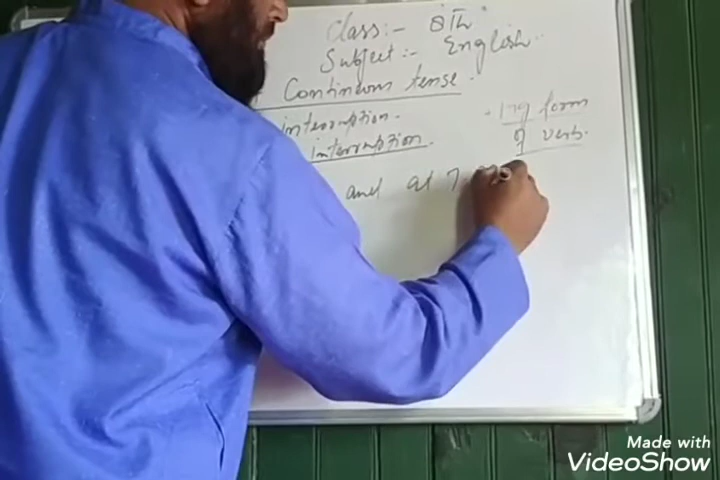 Class:- 8th
Subject:- English.
Continuous tense.
interruption.
interruption.
- ing form
of verb.
and at 7
Made with
VideoShow